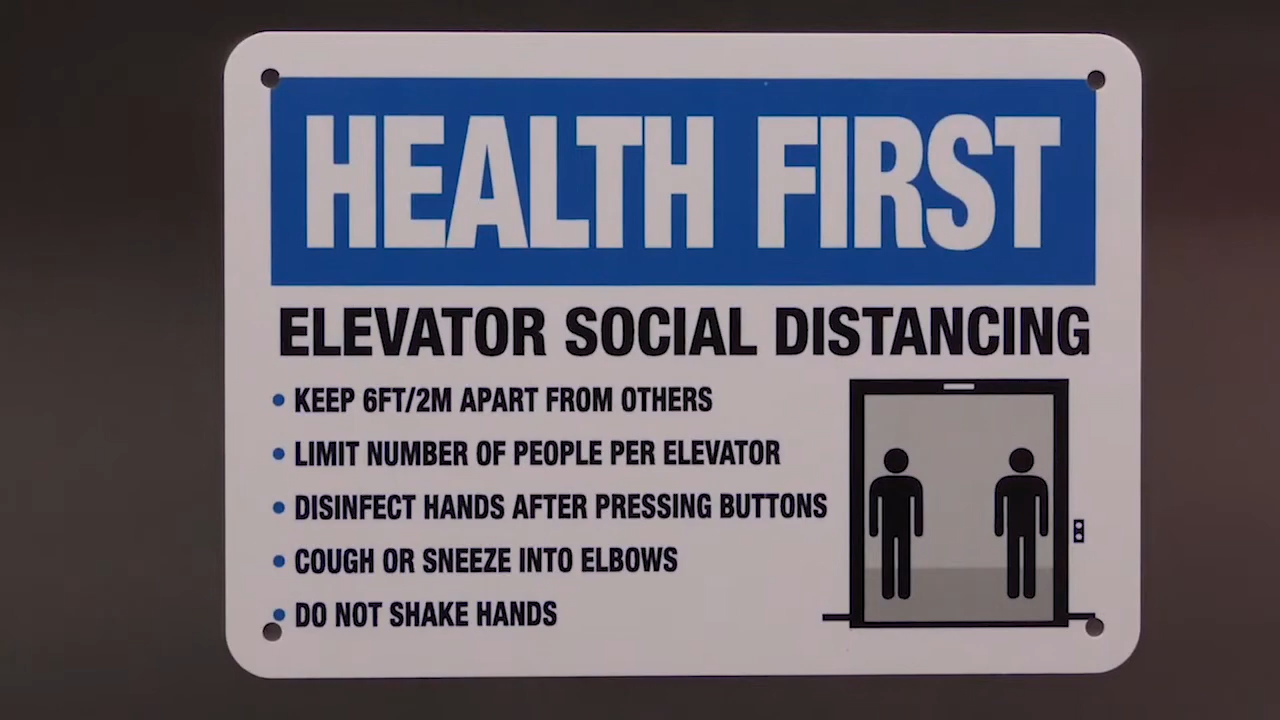 HEALTH FIRST
ELEVATOR SOCIAL DISTANCING
• KEEP 6FT/2M APART FROM OTHERS
• LIMIT NUMBER OF PEOPLE PER ELEVATOR
• DISINFECT HANDS AFTER PRESSING BUTTONS
• COUGH OR SNEEZE INTO ELBOWS
• DO NOT SHAKE HANDS